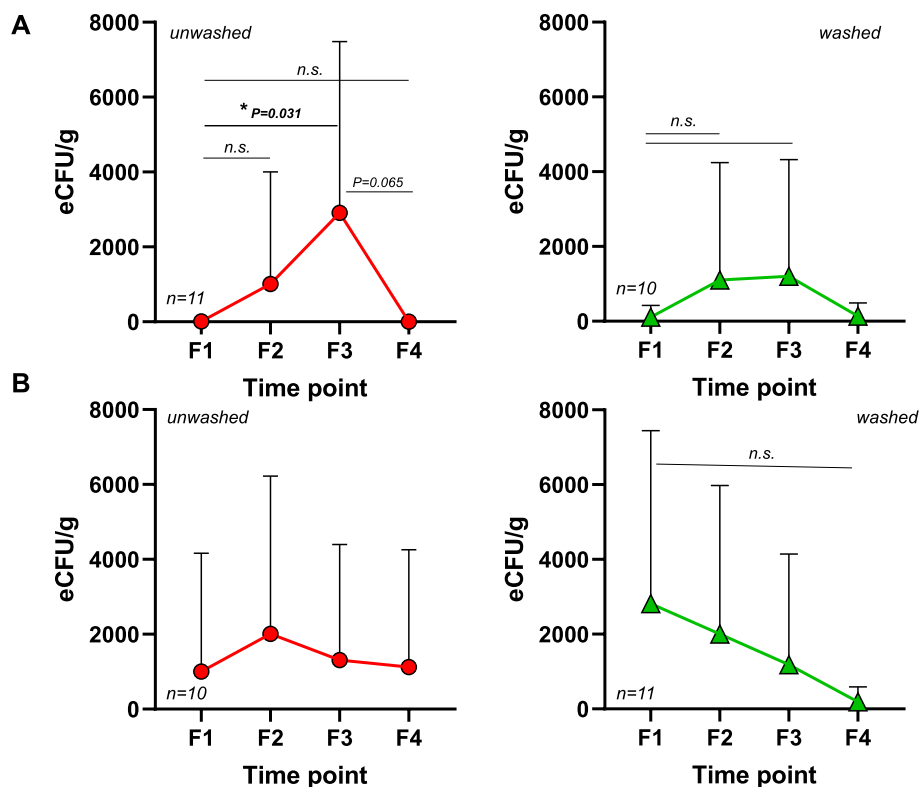 A
unwashed
eCFU/g
8000
6000
4000
2000
0
n.s.
* P=0.031
n.s.
P=0.065
n=11
F1 F2 F3 F4
Time point
washed
eCFU/g
8000
6000
4000
2000
0
n.s.
n=10
F1 F2 F3 F4
Time point
B
unwashed
eCFU/g
8000
6000
4000
2000
0
n=10
F1 F2 F3 F4
Time point
washed
eCFU/g
8000
6000
4000
2000
0
n.s.
n=11
F1 F2 F3 F4
Time point